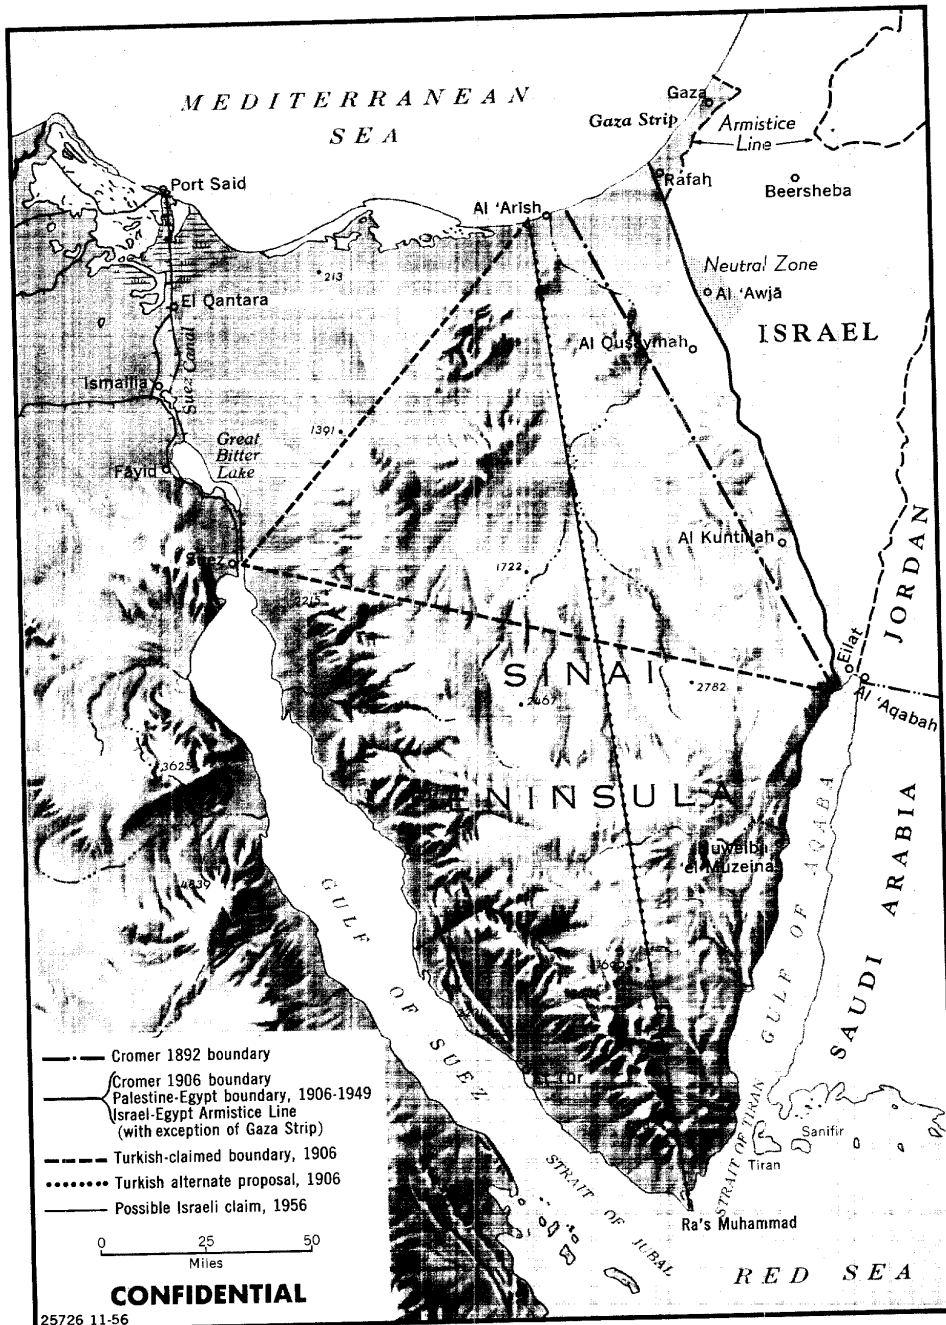 MEDITERRANEAN
SEA
Gaza
Gaza Strip
Armistice
Line
Port Said
Rafah
Beersheba
Al 'Arish
213
Neutral Zone
El Qantara
Al 'Awjā
ISRAEL
Al Qussymah
Suez Canal
Ismailia
1391
Great
Bitter
Lake
Fayid
Al Kuntillah
JORDAN
Suez
1722
2215
Eilat
SINAI
2782
Al 'Aqabah
2467
3625
PENINSULA
GULF OF AQABA
SAUDI ARABIA
el Muzeina
4839
GULF OF SUEZ
Cromer 1892 boundary
Cromer 1906 boundary
Palestine-Egypt boundary, 1906-1949
Israel-Egypt Armistice Line
(with exception of Gaza Strip)
Turkish-claimed boundary, 1906
Turkish alternate proposal, 1906
Possible Israeli claim, 1956
STRAIT OF TIRAN
Sanifir
Tiran
STRAIT OF JUBAL
Ra's Muhammad
0 25 50
Miles
RED SEA
CONFIDENTIAL
25726 11-56